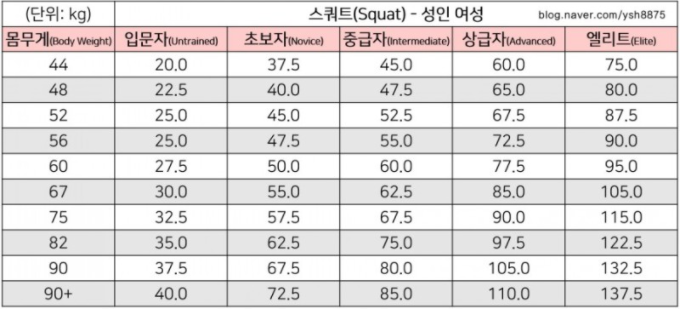 (단위: kg) 스쿼트(Squat) - 성인 여성 blog.naver.com/ysh8875
몸무게(Body Weight) 입문자(Untrained) 초보자(Novice) 중급자(Intermediate) 상급자(Advanced) 엘리트(Elite)
44 20.0 37.5 45.0 60.0 75.0
48 22.5 40.0 47.5 65.0 80.0
52 25.0 45.0 52.5 67.5 87.5
56 25.0 47.5 55.0 72.5 90.0
60 27.5 50.0 60.0 77.5 95.0
67 30.0 55.0 62.5 85.0 105.0
75 32.5 57.5 67.5 90.0 115.0
82 35.0 62.5 75.0 97.5 122.5
90 37.5 67.5 80.0 105.0 132.5
90+ 40.0 72.5 85.0 110.0 137.5